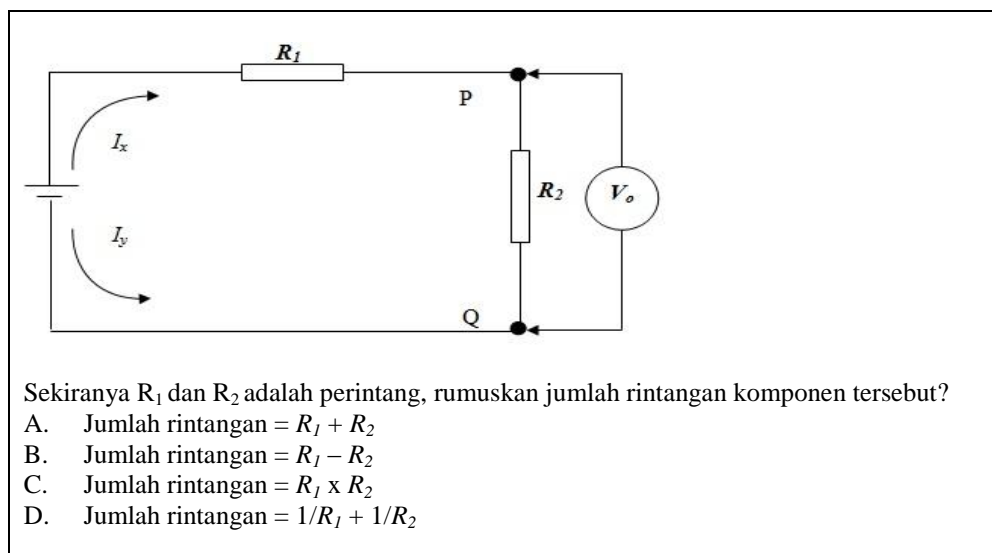 R1
P
Ix
R2
Vo
Iy
Q
Sekiranya R1 dan R2 adalah perintang, rumuskan jumlah rintangan komponen tersebut?
A. Jumlah rintangan = R1 + R2
B. Jumlah rintangan = R1 – R2
C. Jumlah rintangan = R1 x R2
D. Jumlah rintangan = 1/R1 + 1/R2